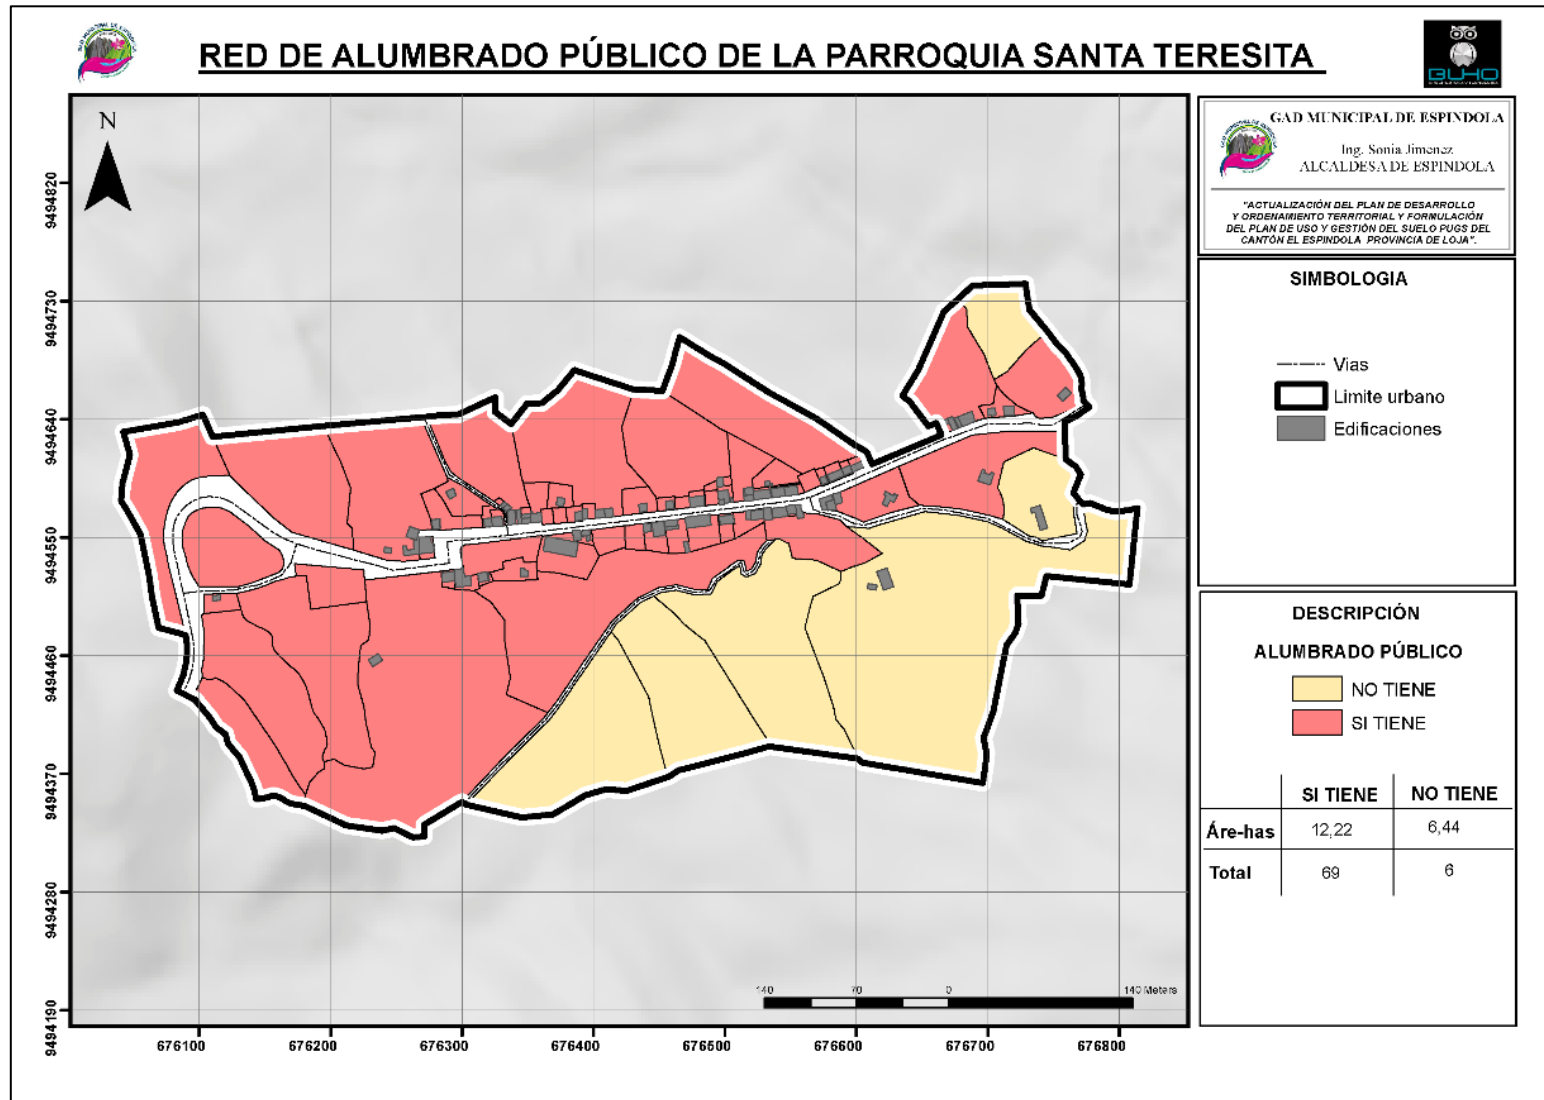 RED DE ALUMBRADO PÚBLICO DE LA PARROQUIA SANTA TERESITA
BUHO
GAD MUNICIPAL DE ESPINDOLA
Ing. Sonia Jimenez
ALCALDESA DE ESPINDOLA
"ACTUALIZACIÓN DEL PLAN DE DESARROLLO
Y ORDENAMIENTO TERRITORIAL Y FORMULACIÓN
DEL PLAN DE USO Y GESTIÓN DEL SUELO PUGS DEL
CANTÓN EL ESPINDOLA PROVINCIA DE LOJA".
SIMBOLOGIA
Vias
Limite urbano
Edificaciones
DESCRIPCIÓN
ALUMBRADO PÚBLICO
NO TIENE
SI TIENE
SI TIENE NO TIENE
Áre-has 12,22 6,44
Total 69 6
N
9494820
9494730
9494640
9494550
9494460
9494370
9494280
9494190
140 70 0 140 Meters
676100 676200 676300 676400 676500 676600 676700 676800